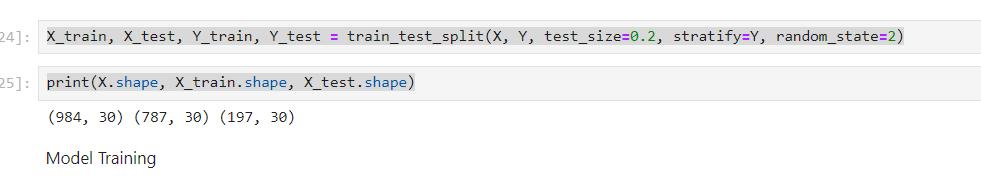 24]: X_train, X_test, Y_train, Y_test = train_test_split(X, Y, test_size=0.2, stratify=Y, random_state=2)
25]: print(X.shape, X_train.shape, X_test.shape)
(984, 30) (787, 30) (197, 30)
Model Training